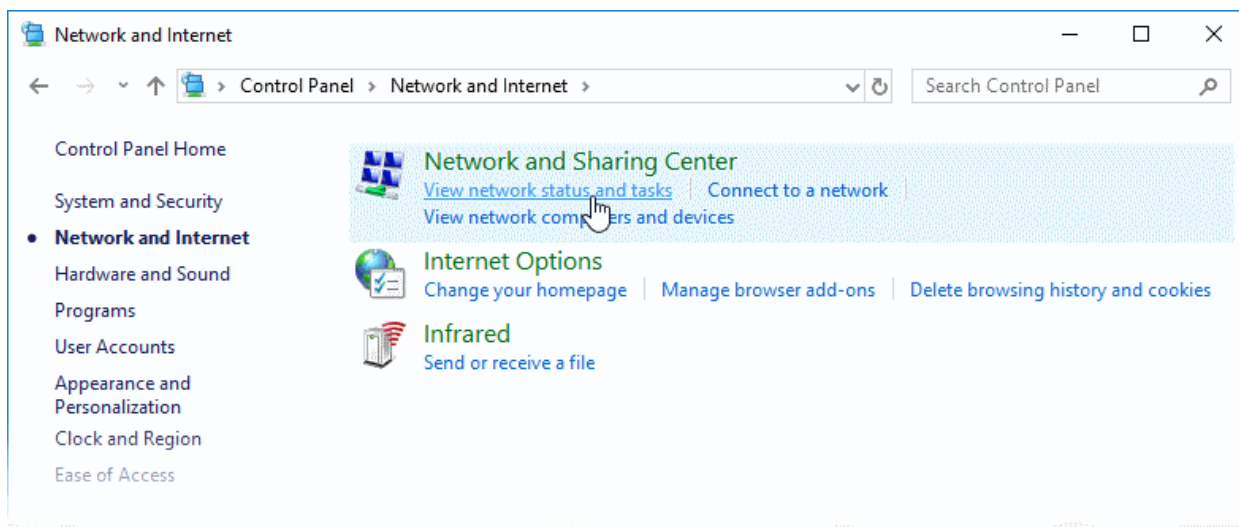 Network and Internet
Control Panel > Network and Internet >
Search Control Panel
Control Panel Home
System and Security
• Network and Internet
Hardware and Sound
Programs
User Accounts
Appearance and
Personalization
Clock and Region
Ease of Access
Network and Sharing Center
View network status and tasks | Connect to a network |
View network computers and devices
Internet Options
Change your homepage | Manage browser add-ons | Delete browsing history and cookies
Infrared
Send or receive a file